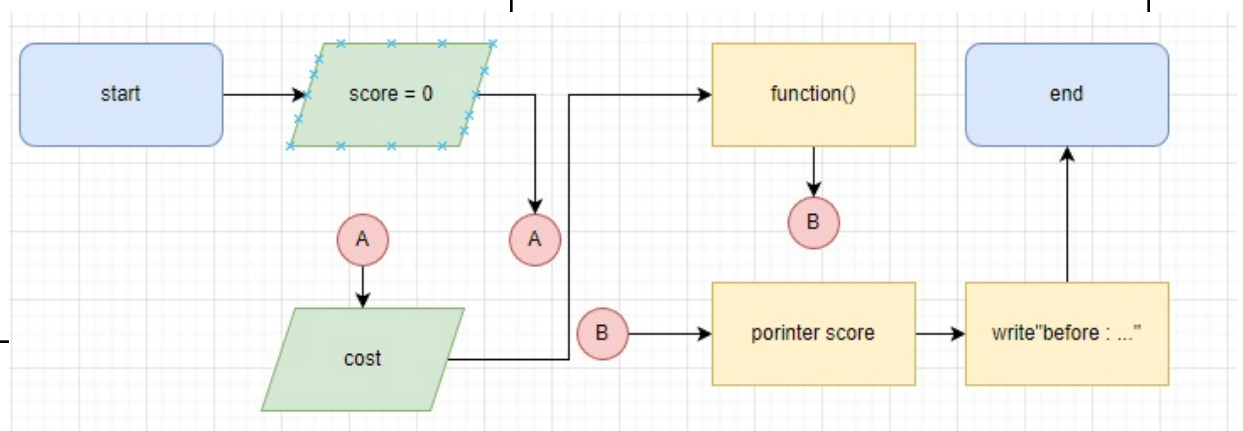 start
score = 0
function()
end
A
A
B
B
cost
porinter score
write"before : ..."